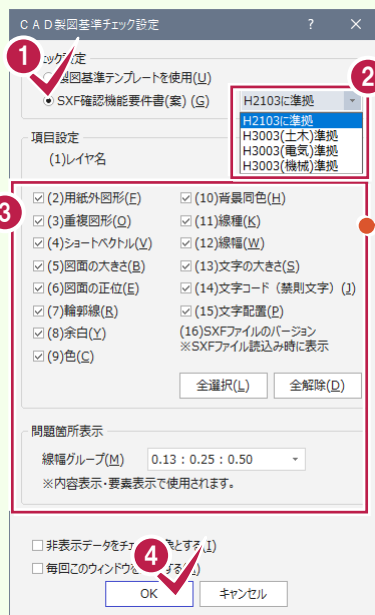 CAD製図基準チェック設定 ? ×
1
ェック設定
製図基準テンプレートを使用(U)
SXF確認機能要件書(案) (G)
H2103に準拠
2
H2103に準拠
H3003(土木)準拠
H3003(電気)準拠
H3003(機械)準拠
項目設定
(1)レイヤ名
3
(2)用紙外図形(F)
(3)重複図形(O)
(4)ショートベクトル(V)
(5)図面の大きさ(B)
(6)図面の正位(E)
(7)輪郭線(R)
(8)余白(Y)
(9)色(C)
(10)背景同色(H)
(11)線種(K)
(12)線幅(W)
(13)文字の大きさ(S)
(14)文字コード（禁則文字）(J)
(15)文字配置(P)
(16)SXFファイルのバージョン
※SXFファイル読込み時に表示
全選択(L) 全解除(D)
問題箇所表示
線幅グループ(M) 0.13 : 0.25 : 0.50
※内容表示・要素表示で使用されます。
非表示データをチェ とする(I)
4
毎回このウィンドウを する
OK キャンセル